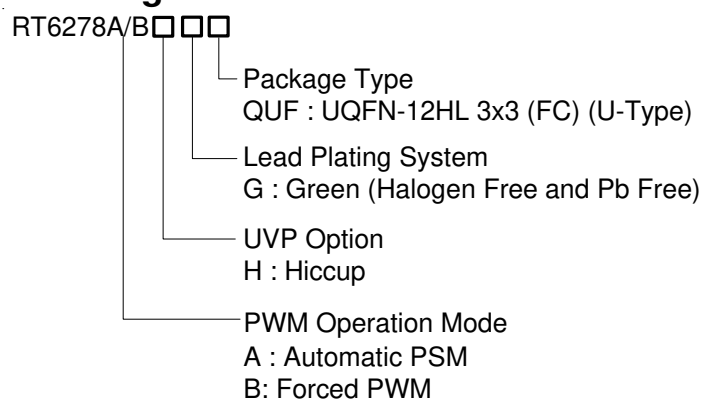 RT6278A/B□□□
Package Type
QUF : UQFN-12HL 3x3 (FC) (U-Type)
Lead Plating System
G : Green (Halogen Free and Pb Free)
UVP Option
H : Hiccup
PWM Operation Mode
A : Automatic PSM
B: Forced PWM